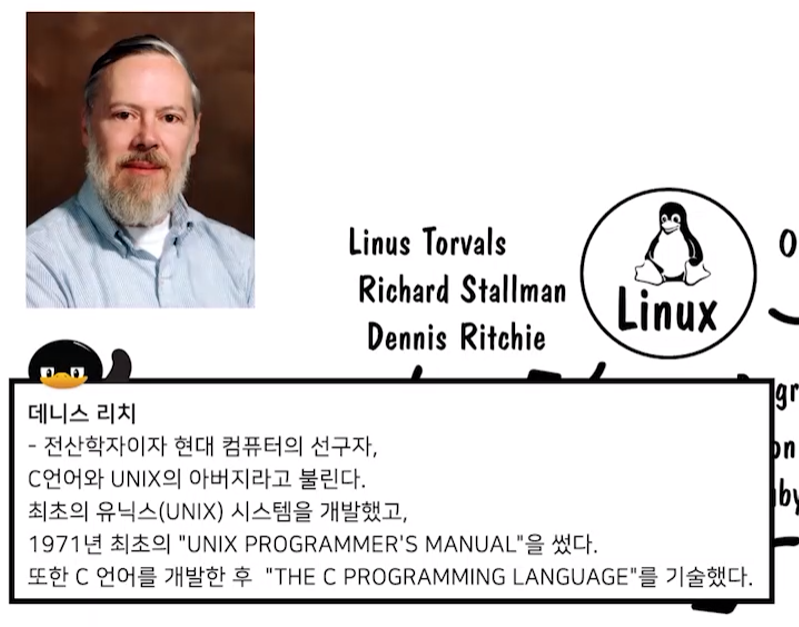 Linus Torvals
Richard Stallman
Dennis Ritchie
Linux
데니스 리치
- 전산학자이자 현대 컴퓨터의 선구자,
C언어와 UNIX의 아버지라고 불린다.
최초의 유닉스(UNIX) 시스템을 개발했고,
1971년 최초의 "UNIX PROGRAMMER'S MANUAL"을 썼다.
또한 C 언어를 개발한 후 "THE C PROGRAMMING LANGUAGE"를 기술했다.